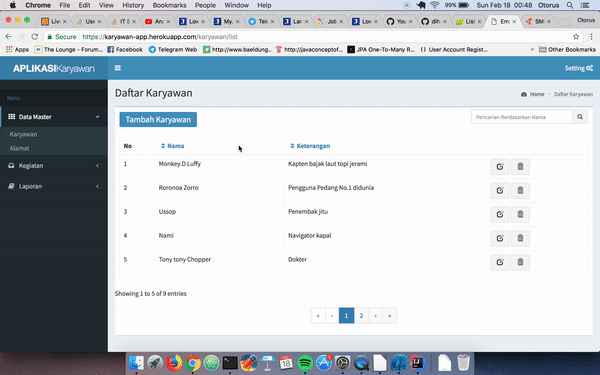 Chrome File Edit View History Bookmarks People Window Help 99% Sun Feb 18 00:48 Otorus
Live Use IT S An Lov My. Tele Lar Job Lov You dih Lov List Em SM Otorus
Secure https://karyawan-app.herokuapp.com/karyawan/list
Apps The Lounge - Forum... Facebook Telegram Web http://www.baeldung... http://javaconceptof... JPA One-To-Many R... () User Account Regist... » Other Bookmarks
APLIKASIKaryawan Setting
Menu
Data Master
Karyawan
Alamat
Kegiatan
Laporan
Daftar Karyawan
Home > Daftar Karyawan
Tambah Karyawan Pencarian Berdasarkan Nama
No Nama Keterangan
1 Monkey.D Luffy Kapten bajak laut topi jerami
2 Roronoa Zorro Pengguna Pedang No.1 didunia
3 Ussop Penembak jitu
4 Nami Navigator kapal
5 Tony tony Chopper Dokter
Showing 1 to 5 of 9 entries
« ‹ 1 2 › »
18